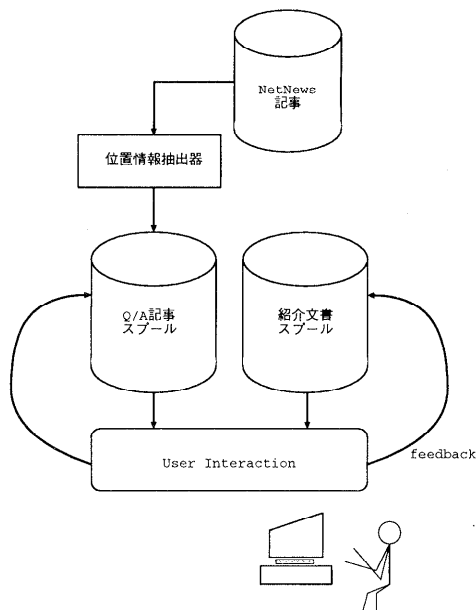 NetNews
記事
位置情報抽出器
Q/A記事
スプール
紹介文書
スプール
User Interaction
feedback